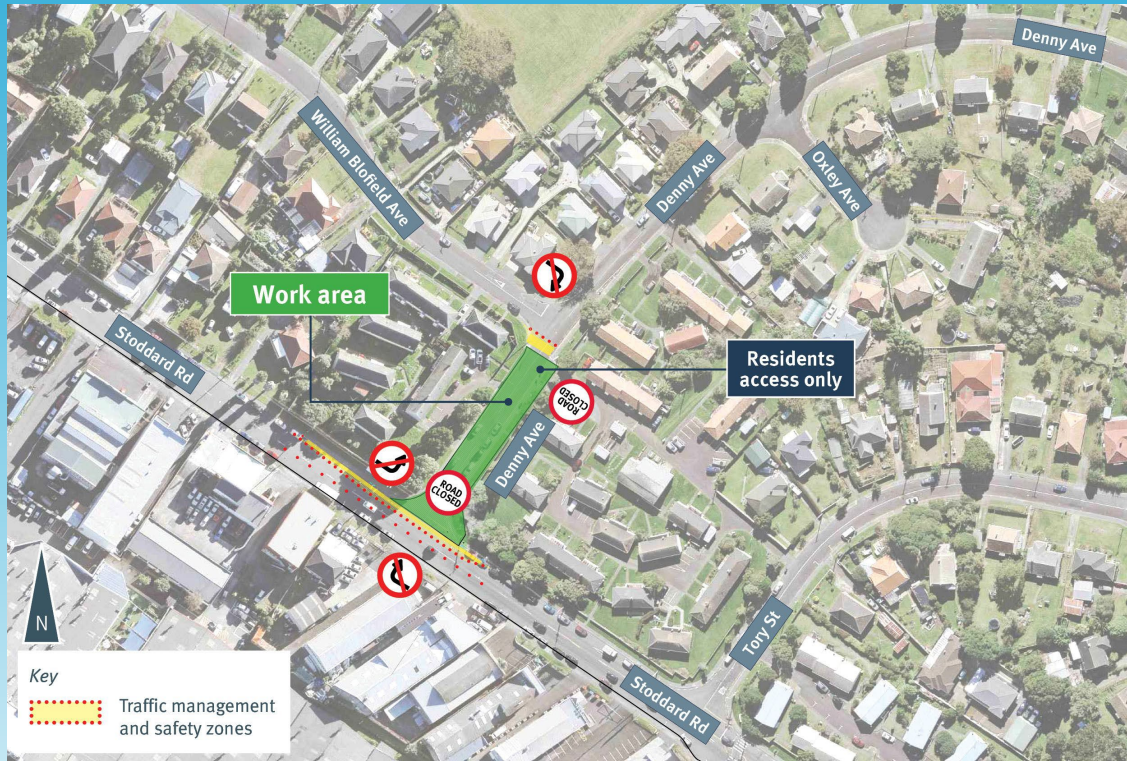 Denny Ave
William Blofield Ave
Denny Ave
Oxley Ave
Work area
Stoddard Rd
Residents
access only
ROAD
CLOSED
Denny Ave
ROAD
CLOSED
Tory St
Stoddard Rd
N
Key
Traffic management
and safety zones